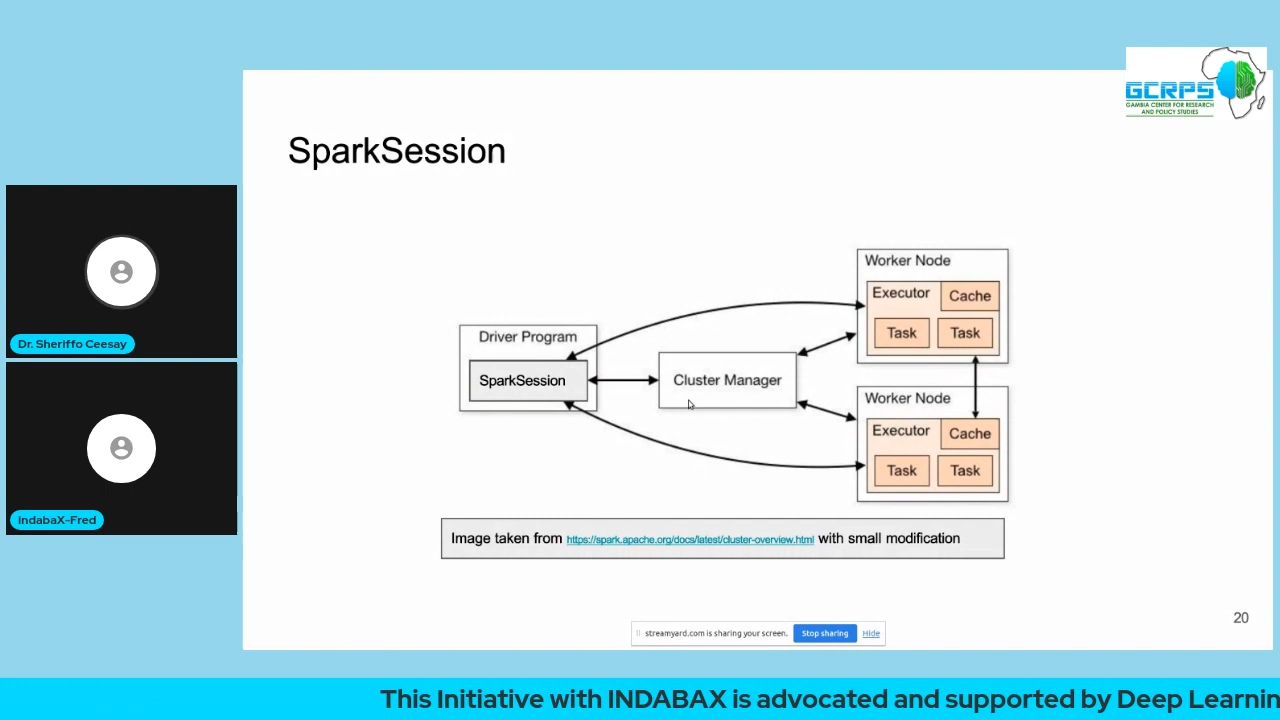 GCRPS
GAMBIA CENTER FOR RESEARCH
AND POLICY STUDIES
SparkSession
Worker Node
Executor
Cache
Task
Task
Driver Program
SparkSession
Cluster Manager
Worker Node
Executor
Cache
Task
Task
Dr. Sheriffo Ceesay
IndabaX-Fred
Image taken from https://spark.apache.org/docs/latest/cluster-overview.html with small modification
20
streamyard.com is sharing your screen.
Stop sharing
Hide
This Initiative with INDABAX is advocated and supported by Deep Learnin